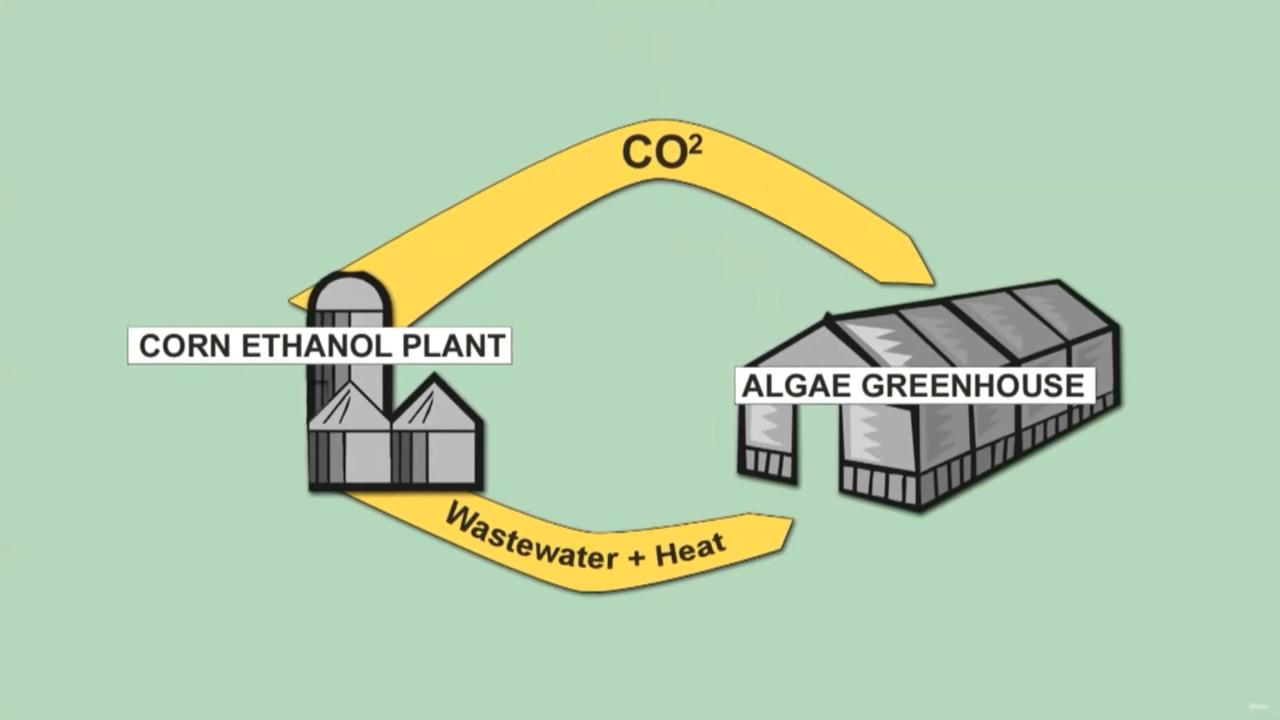 CO²
CORN ETHANOL PLANT
ALGAE GREENHOUSE
Wastewater + Heat